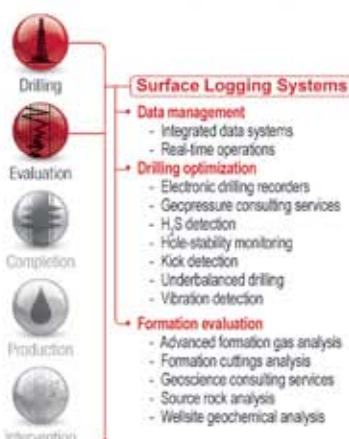 Drilling
Evaluation
Completion
Production
Intervention
Surface Logging Systems
Data management
- Integrated data systems
- Real-time operations
Drilling optimization
- Electronic drilling recorders
- Geopressure consulting services
- H₂S detection
- Hole-stability monitoring
- Kick detection
- Underbalanced drilling
- Vibration detection
Formation evaluation
- Advanced formation gas analysis
- Formation cuttings analysis
- Geoscience consulting services
- Source rock analysis
- Wellsite geochemical analysis